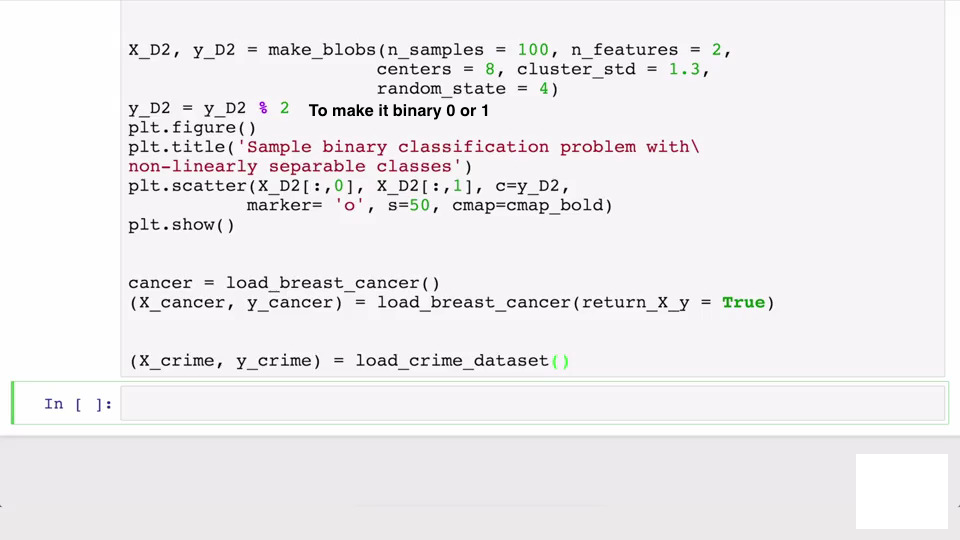 X_D2, y_D2 = make_blobs(n_samples = 100, n_features = 2,
centers = 8, cluster_std = 1.3,
random_state = 4)
y_D2 = y_D2 % 2 To make it binary 0 or 1
plt.figure()
plt.title('Sample binary classification problem with\
non-linearly separable classes')
plt.scatter(X_D2[:,0], X_D2[:,1], c=y_D2,
marker= 'o', s=50, cmap=cmap_bold)
plt.show()
cancer = load_breast_cancer()
(X_cancer, y_cancer) = load_breast_cancer(return_X_y = True)
(X_crime, y_crime) = load_crime_dataset()
In [ ]: